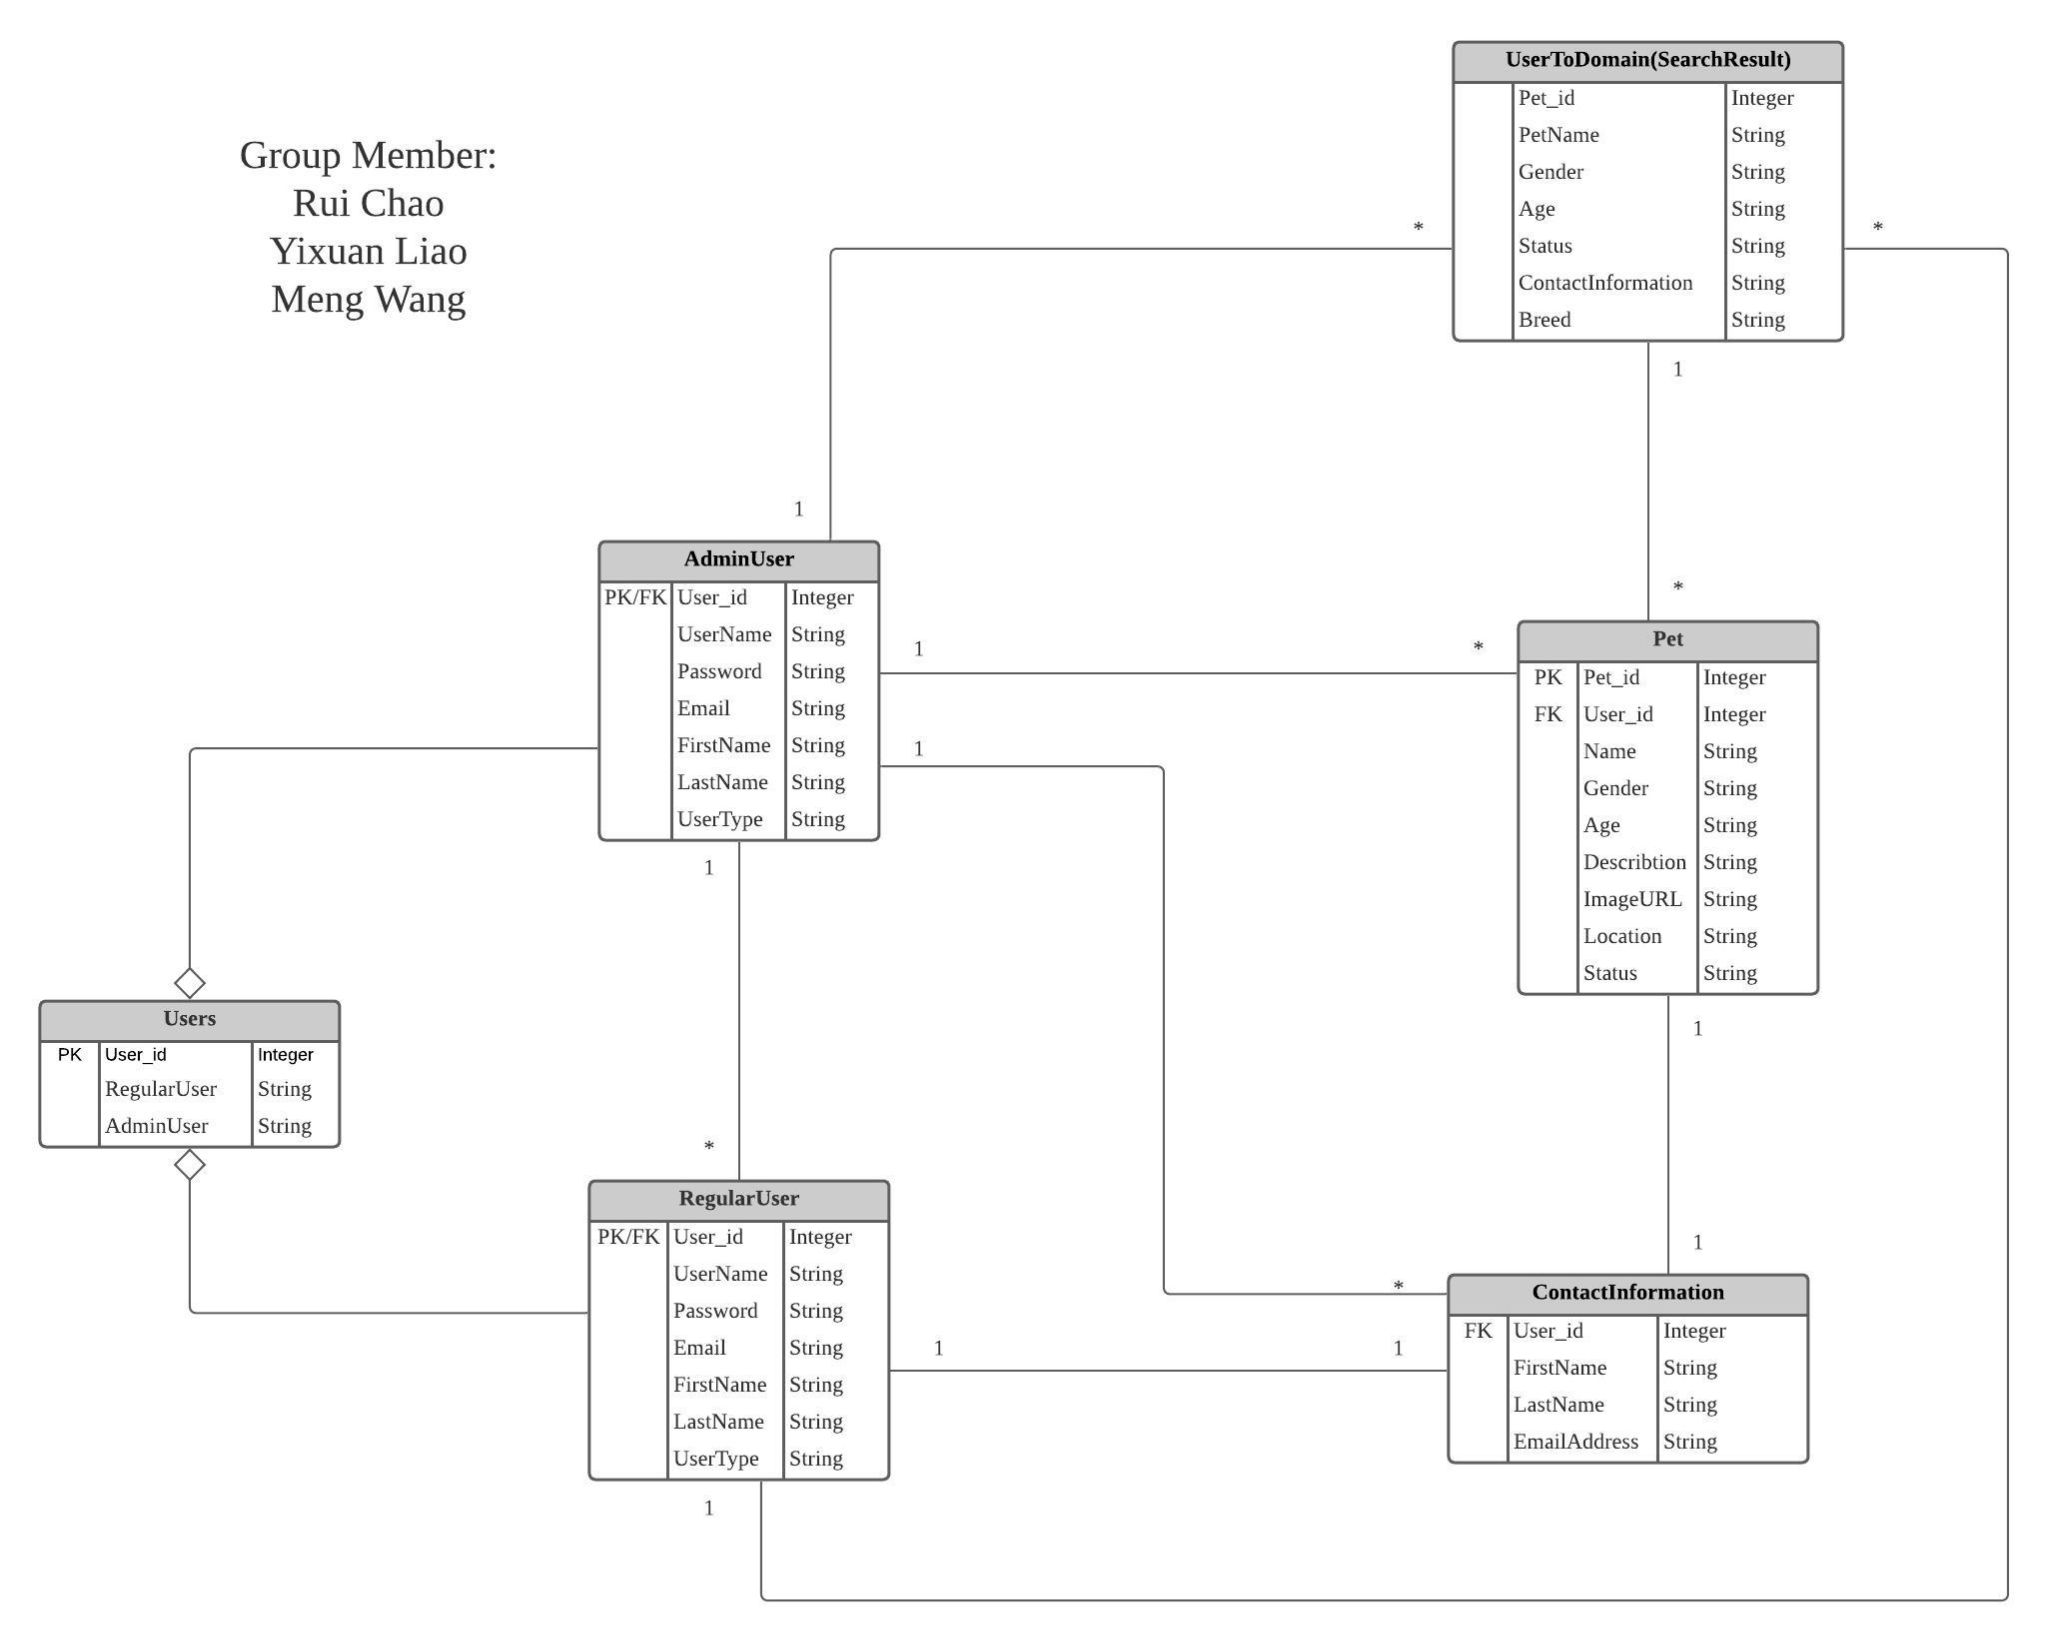 Group Member:
Rui Chao
Yixuan Liao
Meng Wang
UserToDomain(SearchResult)
Pet_id Integer
PetName String
Gender String
Age String
Status String
ContactInformation String
Breed String
*
*
1
1
*
AdminUser
PK/FK User_id Integer
UserName String
Password String
Email String
FirstName String
LastName String
UserType String
1
*
1
1
*
Pet
PK Pet_id Integer
FK User_id Integer
Name String
Gender String
Age String
Describtion String
ImageURL String
Location String
Status String
1
1
Users
PK User_id Integer
RegularUser String
AdminUser String
RegularUser
PK/FK User_id Integer
UserName String
Password String
Email String
FirstName String
LastName String
UserType String
1
1
*
1
ContactInformation
FK User_id Integer
FirstName String
LastName String
EmailAddress String